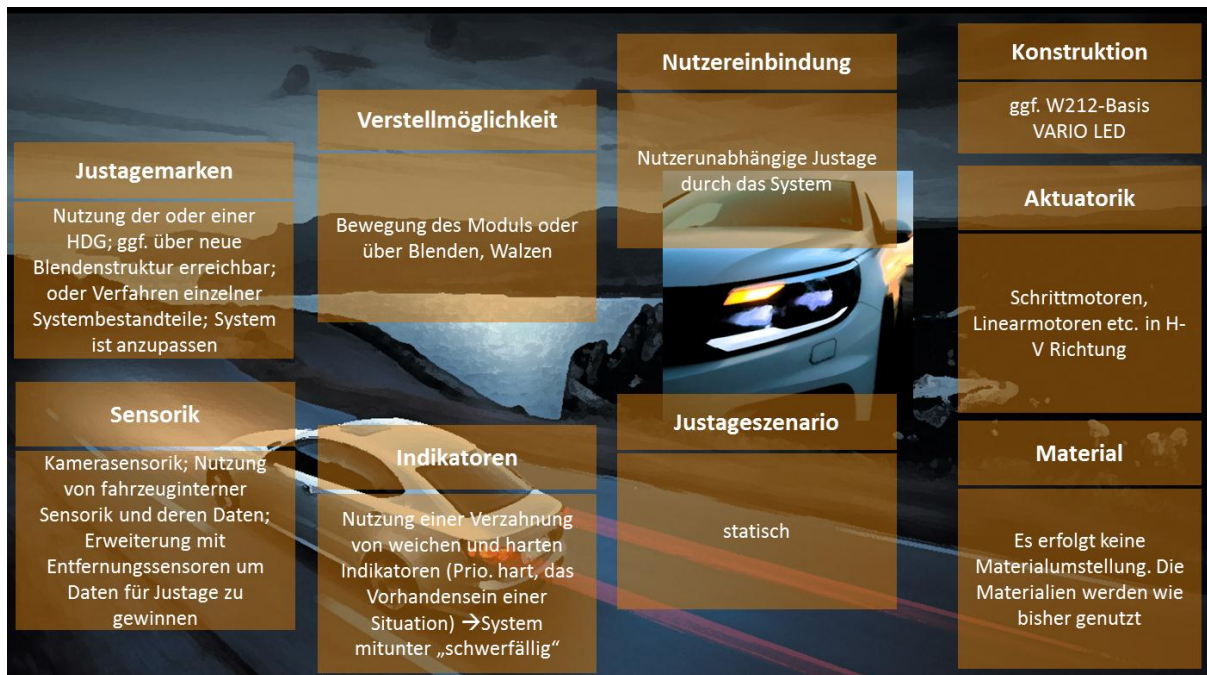 Justagemarken
Nutzung der oder einer
HDG; ggf. über neue
Blendenstruktur erreichbar;
oder Verfahren einzelner
Systembestandteile; System
ist anzupassen
Sensorik
Kamerasensorik; Nutzung
von fahrzeuginterner
Sensorik und deren Daten;
Erweiterung mit
Entfernungssensoren um
Daten für Justage zu
gewinnen
Verstellmöglichkeit
Bewegung des Moduls oder
über Blenden, Walzen
Indikatoren
Nutzung einer Verzahnung
von weichen und harten
Indikatoren (Prio. hart, das
Vorhandensein einer
Situation) →System
mitunter „schwerfällig“
Nutzereinbindung
Nutzerunabhängige Justage
durch das System
Justageszenario
statisch
Konstruktion
ggf. W212-Basis
VARIO LED
Aktuatorik
Schrittmotoren,
Linearmotoren etc. in H-
V Richtung
Material
Es erfolgt keine
Materialumstellung. Die
Materialien werden wie
bisher genutzt